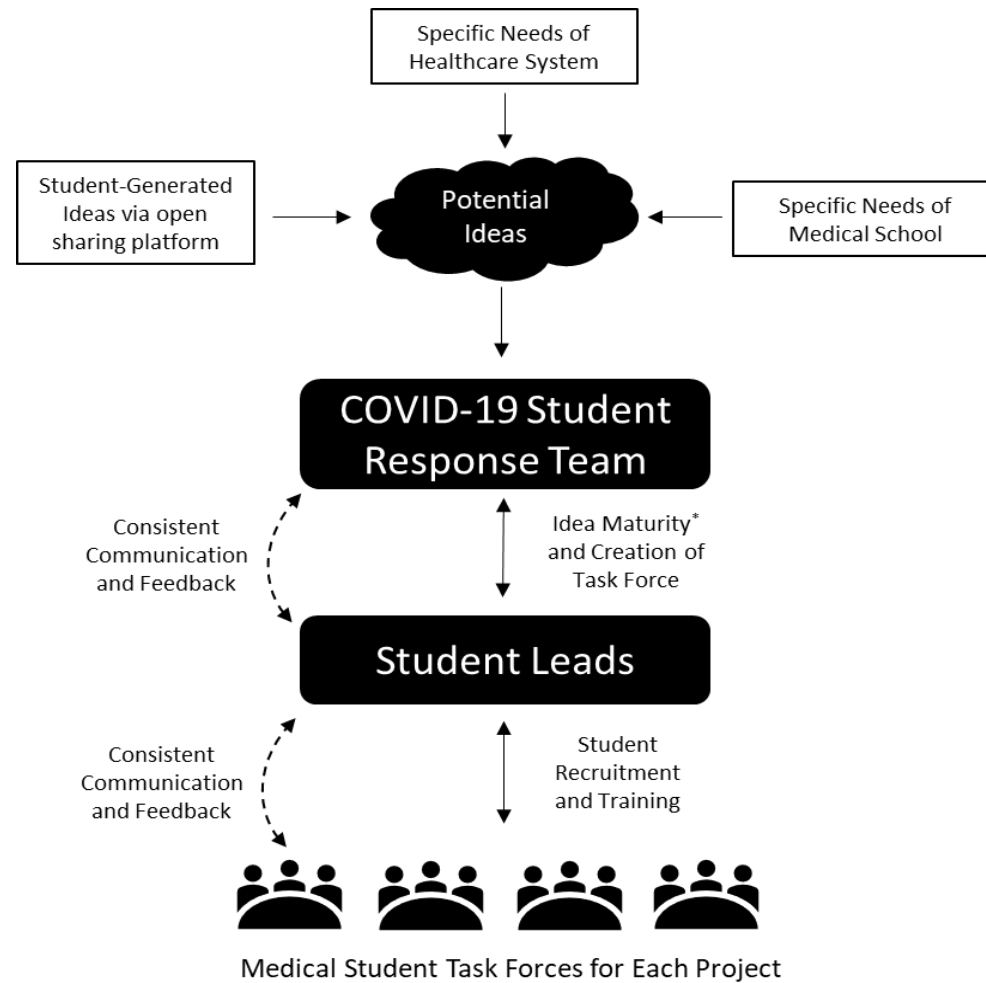 Specific Needs of
Healthcare System
Student-Generated
Ideas via open
sharing platform
Potential
Ideas
Specific Needs of
Medical School
COVID-19 Student
Response Team
Consistent
Communication
and Feedback
Idea Maturity*
and Creation of
Task Force
Student Leads
Consistent
Communication
and Feedback
Student
Recruitment
and Training
Medical Student Task Forces for Each Project